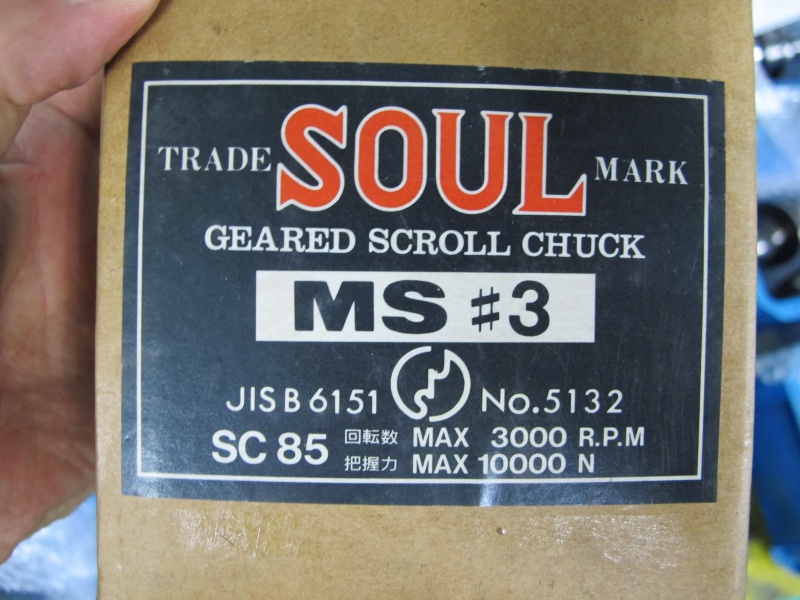 TRADE SOUL MARK
GEARED SCROLL CHUCK
MS #3
JIS B 6151 No.5132
SC 85 回転数 MAX 3000 R.P.M
把握力 MAX 10000 N